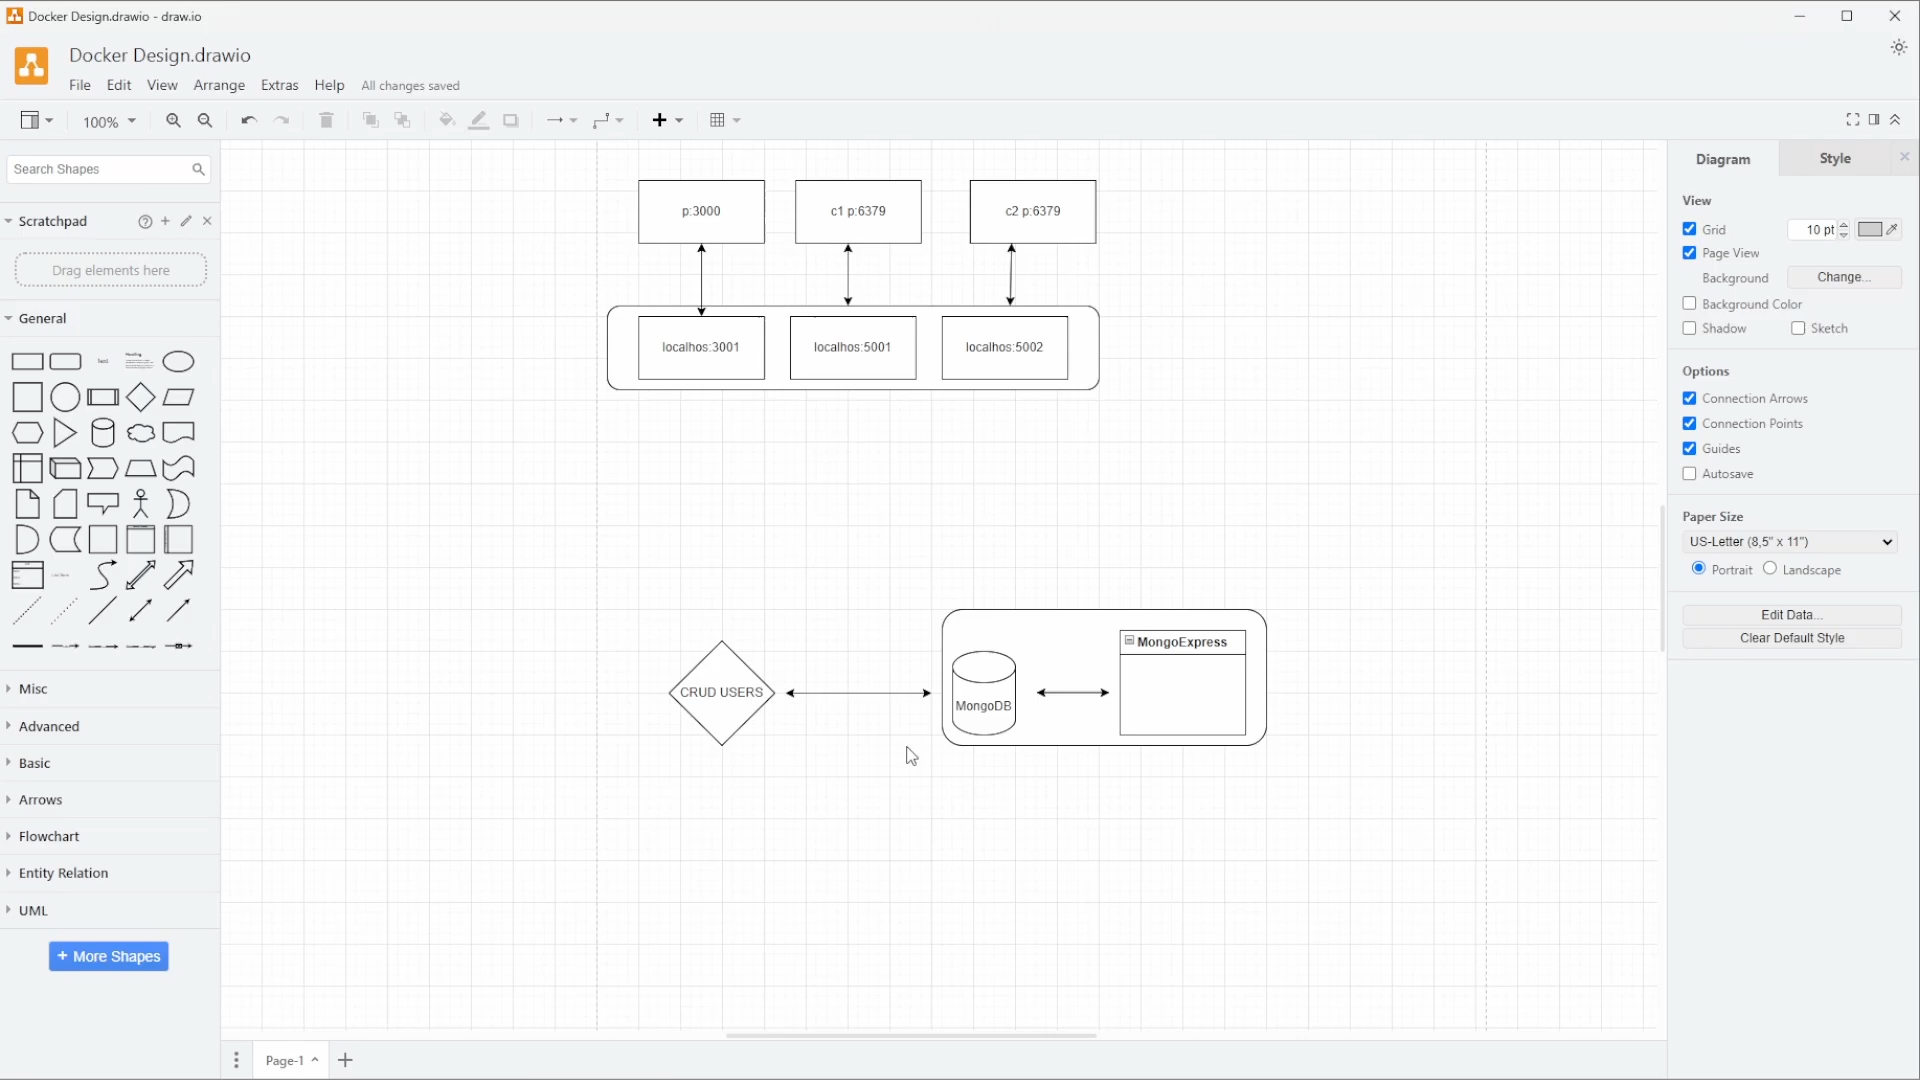 Docker Design.drawio - draw.io
Docker Design.drawio
File Edit View Arrange Extras Help All changes saved
100%
Search Shapes
Scratchpad
Drag elements here
General
Text
Heading
Misc
Advanced
Basic
Arrows
Flowchart
Entity Relation
UML
+ More Shapes
p:3000
c1 p:6379
c2 p:6379
localhos:3001
localhos:5001
localhos:5002
CRUD USERS
MongoDB
MongoExpress
Page-1
Diagram
Style
View
Grid
10 pt
Page View
Background
Change...
Background Color
Shadow
Sketch
Options
Connection Arrows
Connection Points
Guides
Autosave
Paper Size
US-Letter (8,5" x 11")
Portrait
Landscape
Edit Data...
Clear Default Style